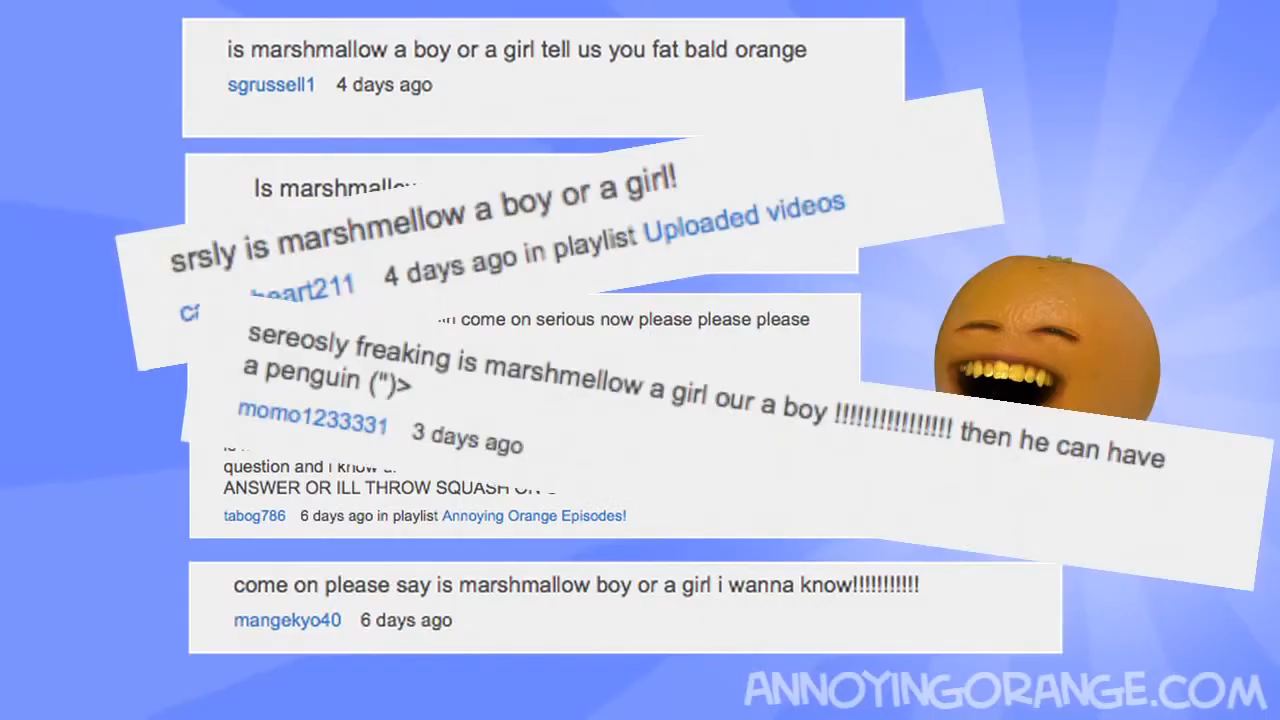 is marshmallow a boy or a girl tell us you fat bald orange
sgrussell1 4 days ago
Is
srsly is marshmellow a boy or a girl!
4 days ago in playlist Uploaded videos
come on serious now please please please
sereosly freaking is marshmellow a girl our a boy !!!!!!!!!!!!!!!! then he can have
a penguin (")>
momo1233331 3 days ago
question and i know
ANSWER OR ILL THROW SQUASH
tabog786 6 days ago in playlist Annoying Orange Episodes!
come on please say is marshmallow boy or a girl i wanna know!!!!!!!!!!!
mangekyo40 6 days ago
ANNOYINGORANGE.COM